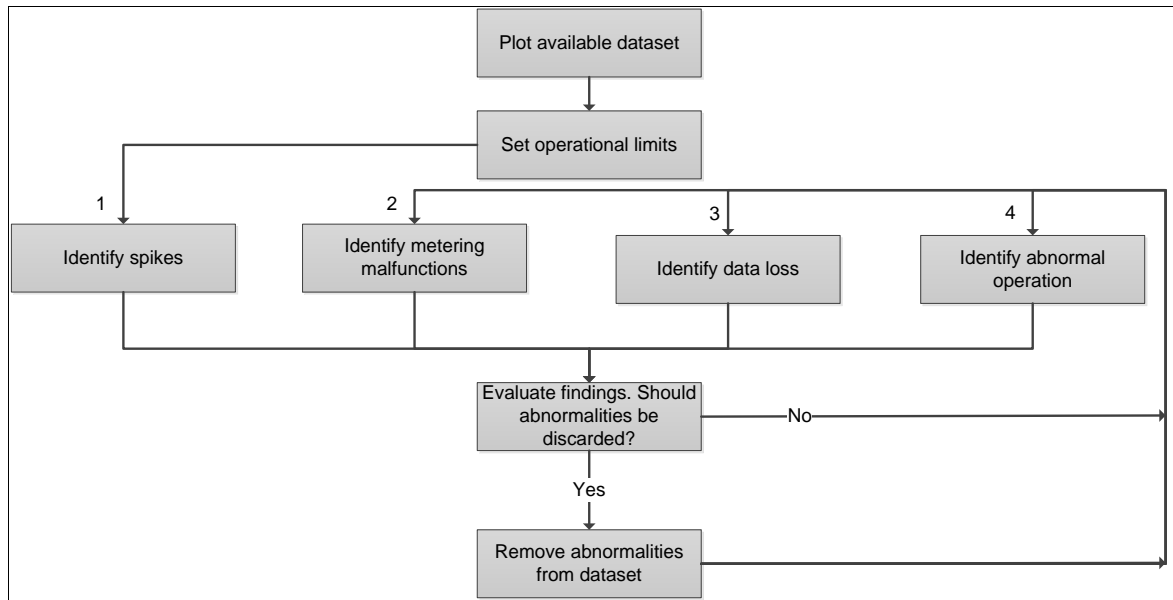 Plot available dataset
Set operational limits
1
2
3
4
Identify spikes
Identify metering
malfunctions
Identify data loss
Identify abnormal
operation
Evaluate findings. Should
abnormalities be
discarded?
No
Yes
Remove abnormalities
from dataset